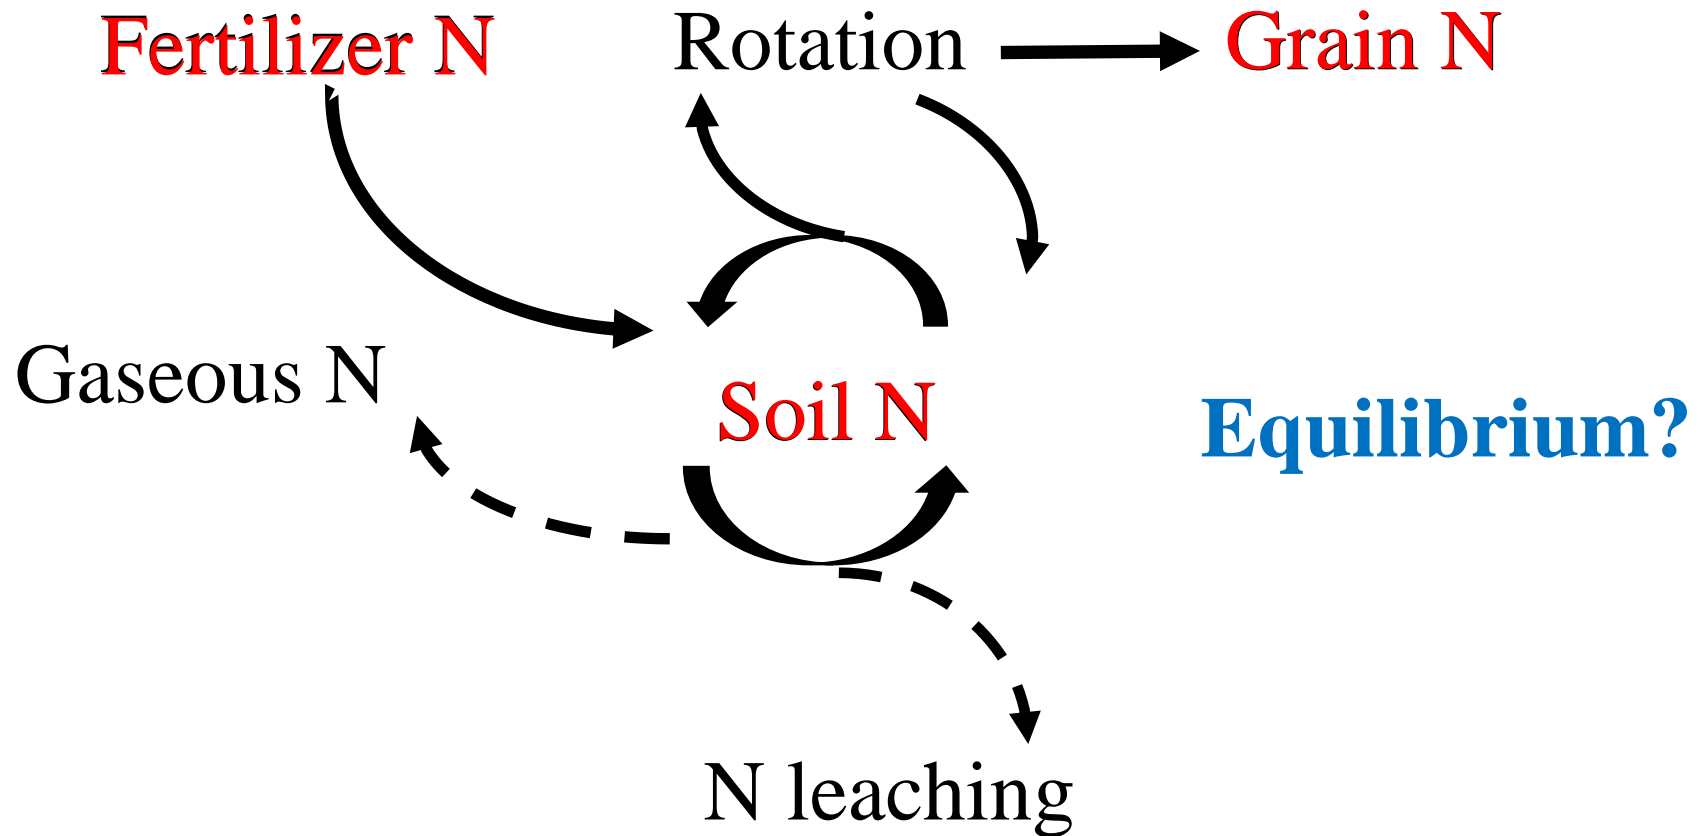 Fertilizer N
Rotation
Grain N
Gaseous N
Soil N
Equilibrium?
N leaching